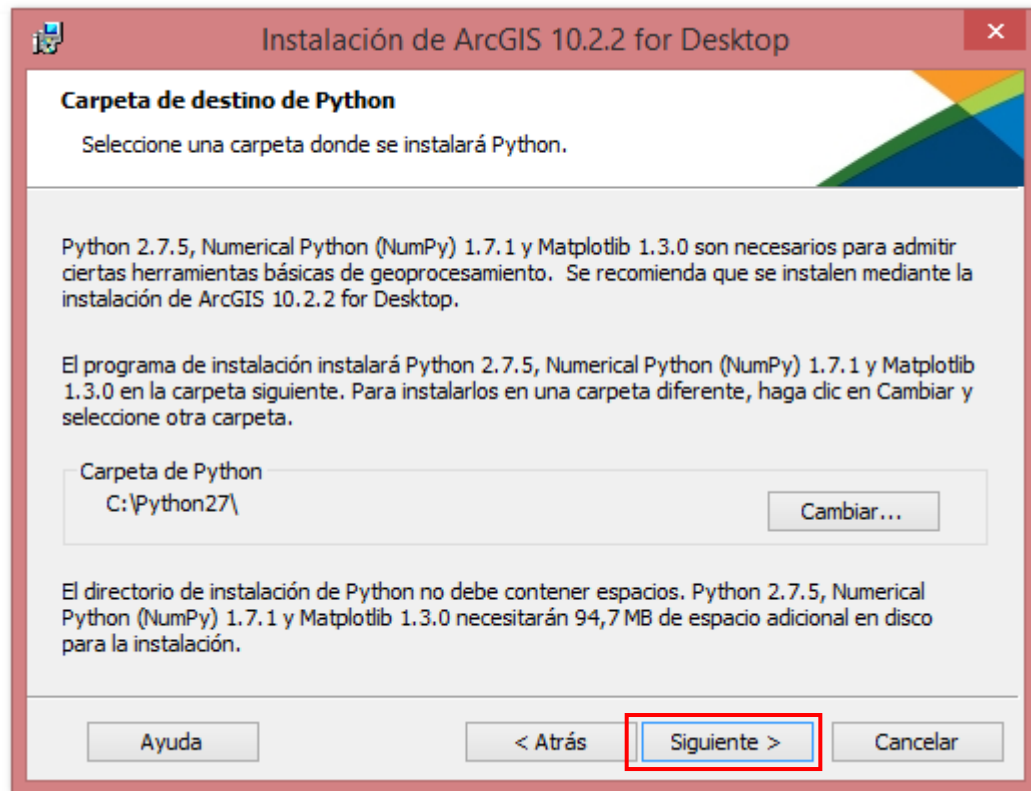 Instalación de ArcGIS 10.2.2 for Desktop
Carpeta de destino de Python
Seleccione una carpeta donde se instalará Python.
Python 2.7.5, Numerical Python (NumPy) 1.7.1 y Matplotlib 1.3.0 son necesarios para admitir
ciertas herramientas básicas de geoprocesamiento. Se recomienda que se instalen mediante la
instalación de ArcGIS 10.2.2 for Desktop.
El programa de instalación instalará Python 2.7.5, Numerical Python (NumPy) 1.7.1 y Matplotlib
1.3.0 en la carpeta siguiente. Para instalarlos en una carpeta diferente, haga clic en Cambiar y
seleccione otra carpeta.
Carpeta de Python
C:\Python27\
Cambiar...
El directorio de instalación de Python no debe contener espacios. Python 2.7.5, Numerical
Python (NumPy) 1.7.1 y Matplotlib 1.3.0 necesitarán 94,7 MB de espacio adicional en disco
para la instalación.
Ayuda
< Atrás
Siguiente >
Cancelar